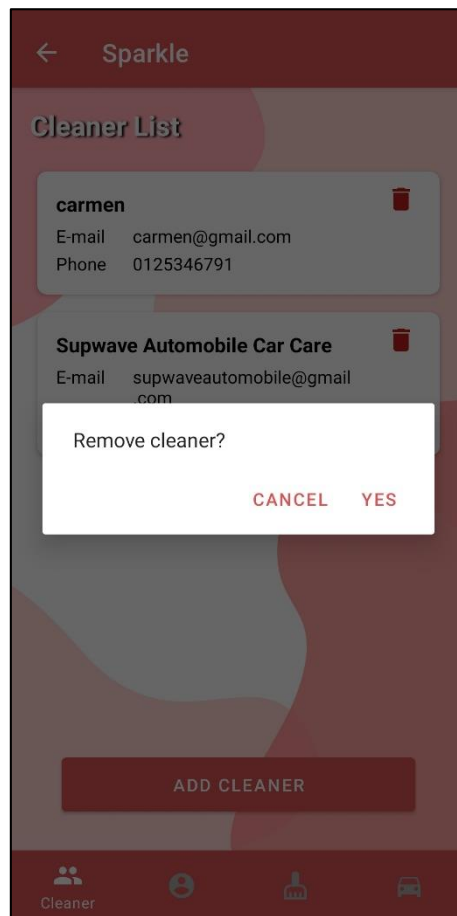 Sparkle
Cleaner List
carmen
E-mail carmen@gmail.com
Phone 0125346791
Supwave Automobile Car Care
E-mail supwaveautomobile@gmail
.com
Remove cleaner?
CANCEL YES
ADD CLEANER
Cleaner